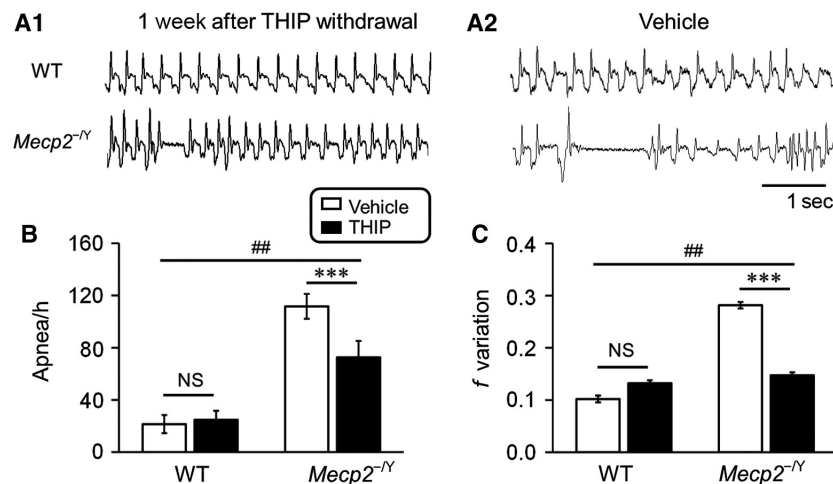 A1 1 week after THIP withdrawal
A2 Vehicle
WT
Mecp2⁻/ʸ
1 sec
Vehicle
THIP
B
160
120
80
40
0
Apnea/h
##
***
NS
WT Mecp2⁻/ʸ
C
0.4
0.3
0.2
0.1
0.0
f variation
##
***
NS
WT Mecp2⁻/ʸ